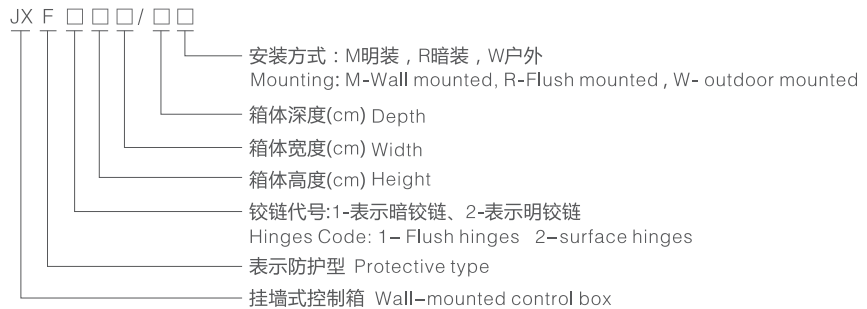 JX F □ □ □ / □ □
安装方式：M明装，R暗装，W户外
Mounting: M-Wall mounted, R-Flush mounted , W- outdoor mounted
箱体深度(cm) Depth
箱体宽度(cm) Width
箱体高度(cm) Height
铰链代号:1-表示暗铰链、2-表示明铰链
Hinges Code: 1– Flush hinges 2–surface hinges
表示防护型 Protective type
挂墙式控制箱 Wall–mounted control box